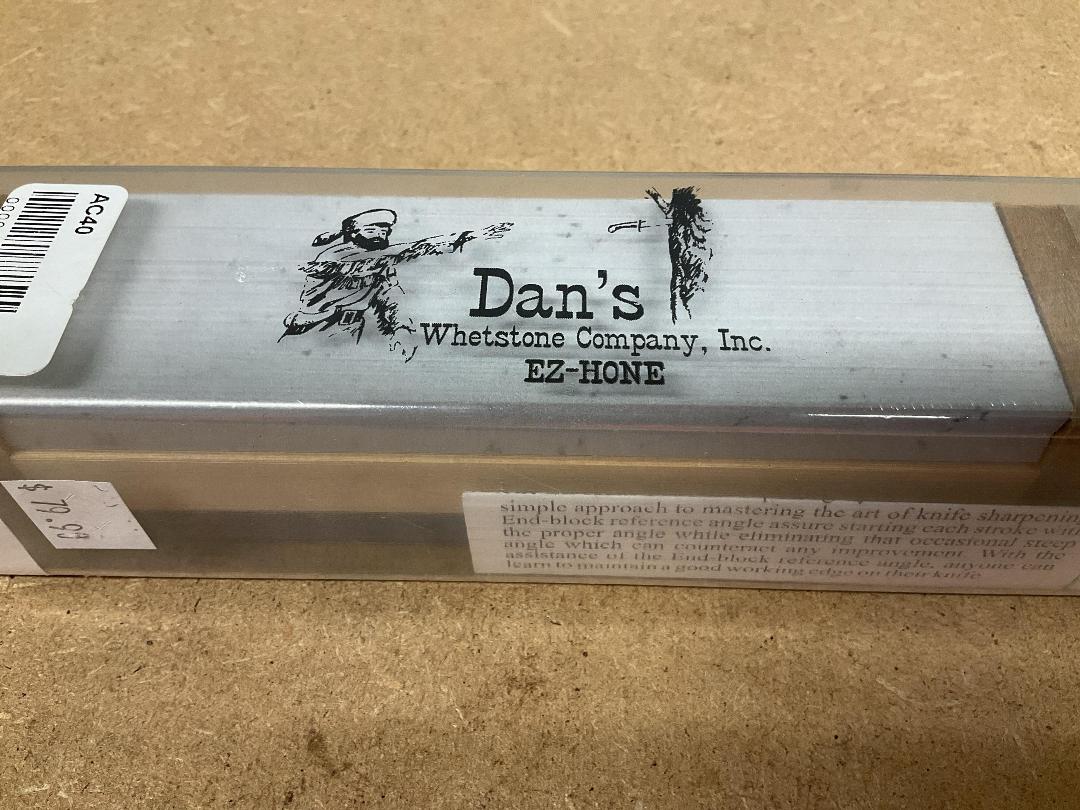 AC40
Dan's
Whetstone Company, Inc.
EZ-HONE
$ 79.99
simple approach to mastering the art of knife sharpening
End-block reference angle assure starting each stroke with
the proper angle while eliminating that occasional steep
angle which can counteract any improvement. With the
assistance of the End-block reference angle, anyone can
learn to maintain a good working edge on their knife